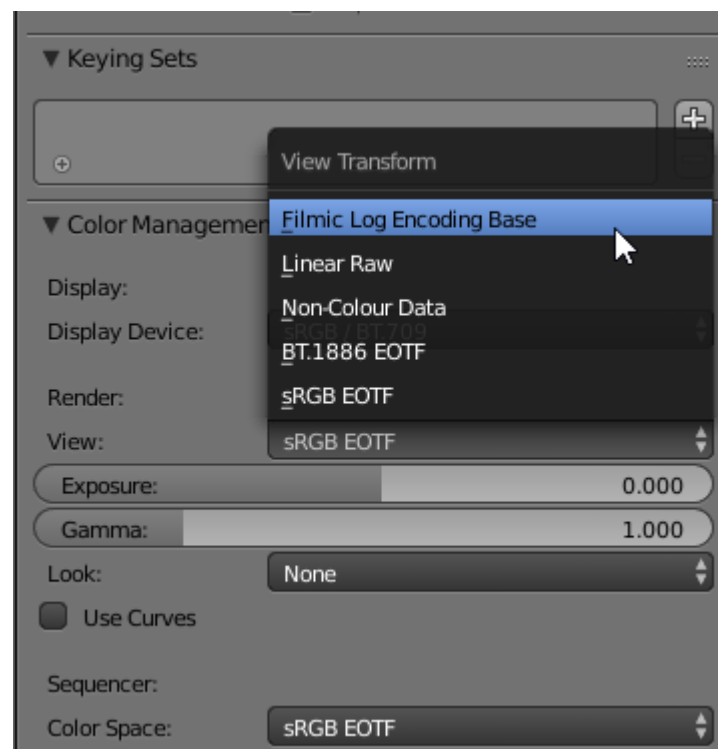 Keying Sets
View Transform
Filmic Log Encoding Base
Color Managemen
Linear Raw
Display:
Non-Colour Data
Display Device:
sRGB / BT.709
BT.1886 EOTF
Render:
sRGB EOTF
View:
sRGB EOTF
Exposure: 0.000
Gamma: 1.000
Look: None
Use Curves
Sequencer:
Color Space: sRGB EOTF